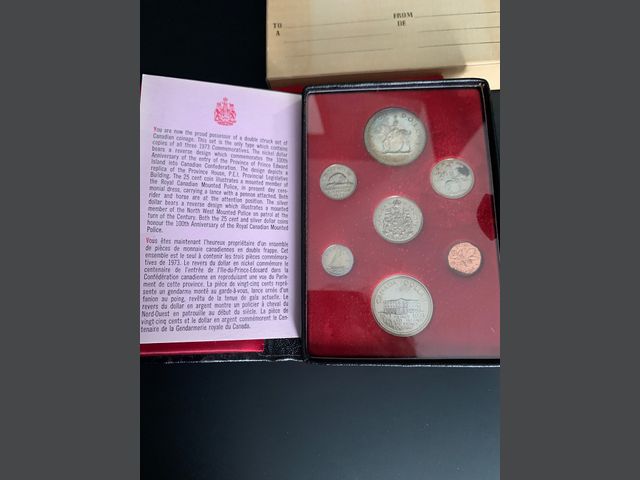 TO
A
FROM
DE
You are now the proud possessor of a double struck set of
Canadian coinage. This set is the only type which contains
copies of all three 1973 Commemoratives. The nickel dollar
bears a reverse design which commemorates the 100th
Anniversary of the entry of the Province of Prince Edward
Island into Canadian Confederation. The design depicts a
replica of the Province House, P.E.I. Provincial Legislative
Building. The 25 cent coin illustrates a mounted member of
the Royal Canadian Mounted Police, in present day cere-
monial dress, carrying a lance with a pennon attached. Both
rider and horse are at the attention position. The silver
dollar bears a reverse design which illustrates a mounted
member of the North West Mounted Police on patrol at the
turn of the Century. Both the 25 cent and silver dollar coins
honour the 100th Anniversary of the Royal Canadian Mounted
Police.
Vous êtes maintenant l'heureux propriétaire d'un ensemble
de pièces de monnaie canadiennes en double frappe. Cet
ensemble est le seul à contenir les trois pièces commémoratives
de 1973. Le revers du dollar en nickel commémore le
centenaire de l'entrée de l'Île-du-Prince-Édouard dans la
Confédération canadienne en reproduisant une vue du Parle-
ment de cette province. La pièce de vingt-cinq cents repré-
sente un gendarme monté au garde-à-vous, lance ornée d'un
fanion au poing, revêtu de la tenue de gala actuelle. Le
revers du dollar en argent montre un policier à cheval du
Nord-Ouest en patrouille au début du siècle. La pièce de
vingt-cinq cents et le dollar en argent commémorent le Cen-
tenaire de la Gendarmerie royale du Canada.